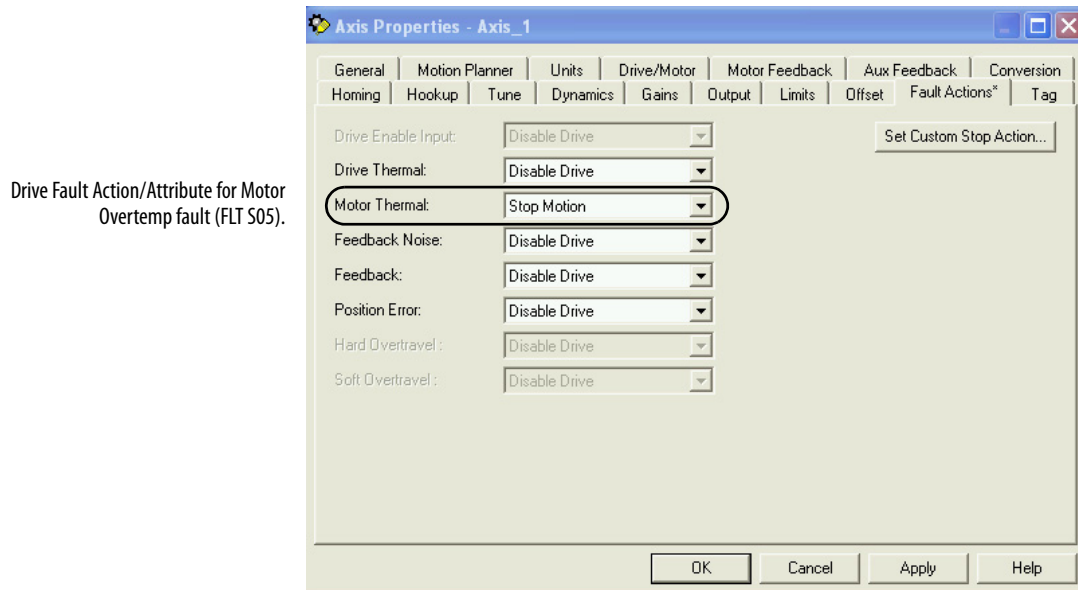 Axis Properties - Axis_1
General Motion Planner Units Drive/Motor Motor Feedback Aux Feedback Conversion
Homing Hookup Tune Dynamics Gains Output Limits Offset Fault Actions* Tag
Drive Enable Input: Disable Drive Set Custom Stop Action...
Drive Thermal: Disable Drive
Drive Fault Action/Attribute for Motor
Overtemp fault (FLT S05).
Motor Thermal: Stop Motion
Feedback Noise: Disable Drive
Feedback: Disable Drive
Position Error: Disable Drive
Hard Overtravel : Disable Drive
Soft Overtravel : Disable Drive
OK Cancel Apply Help